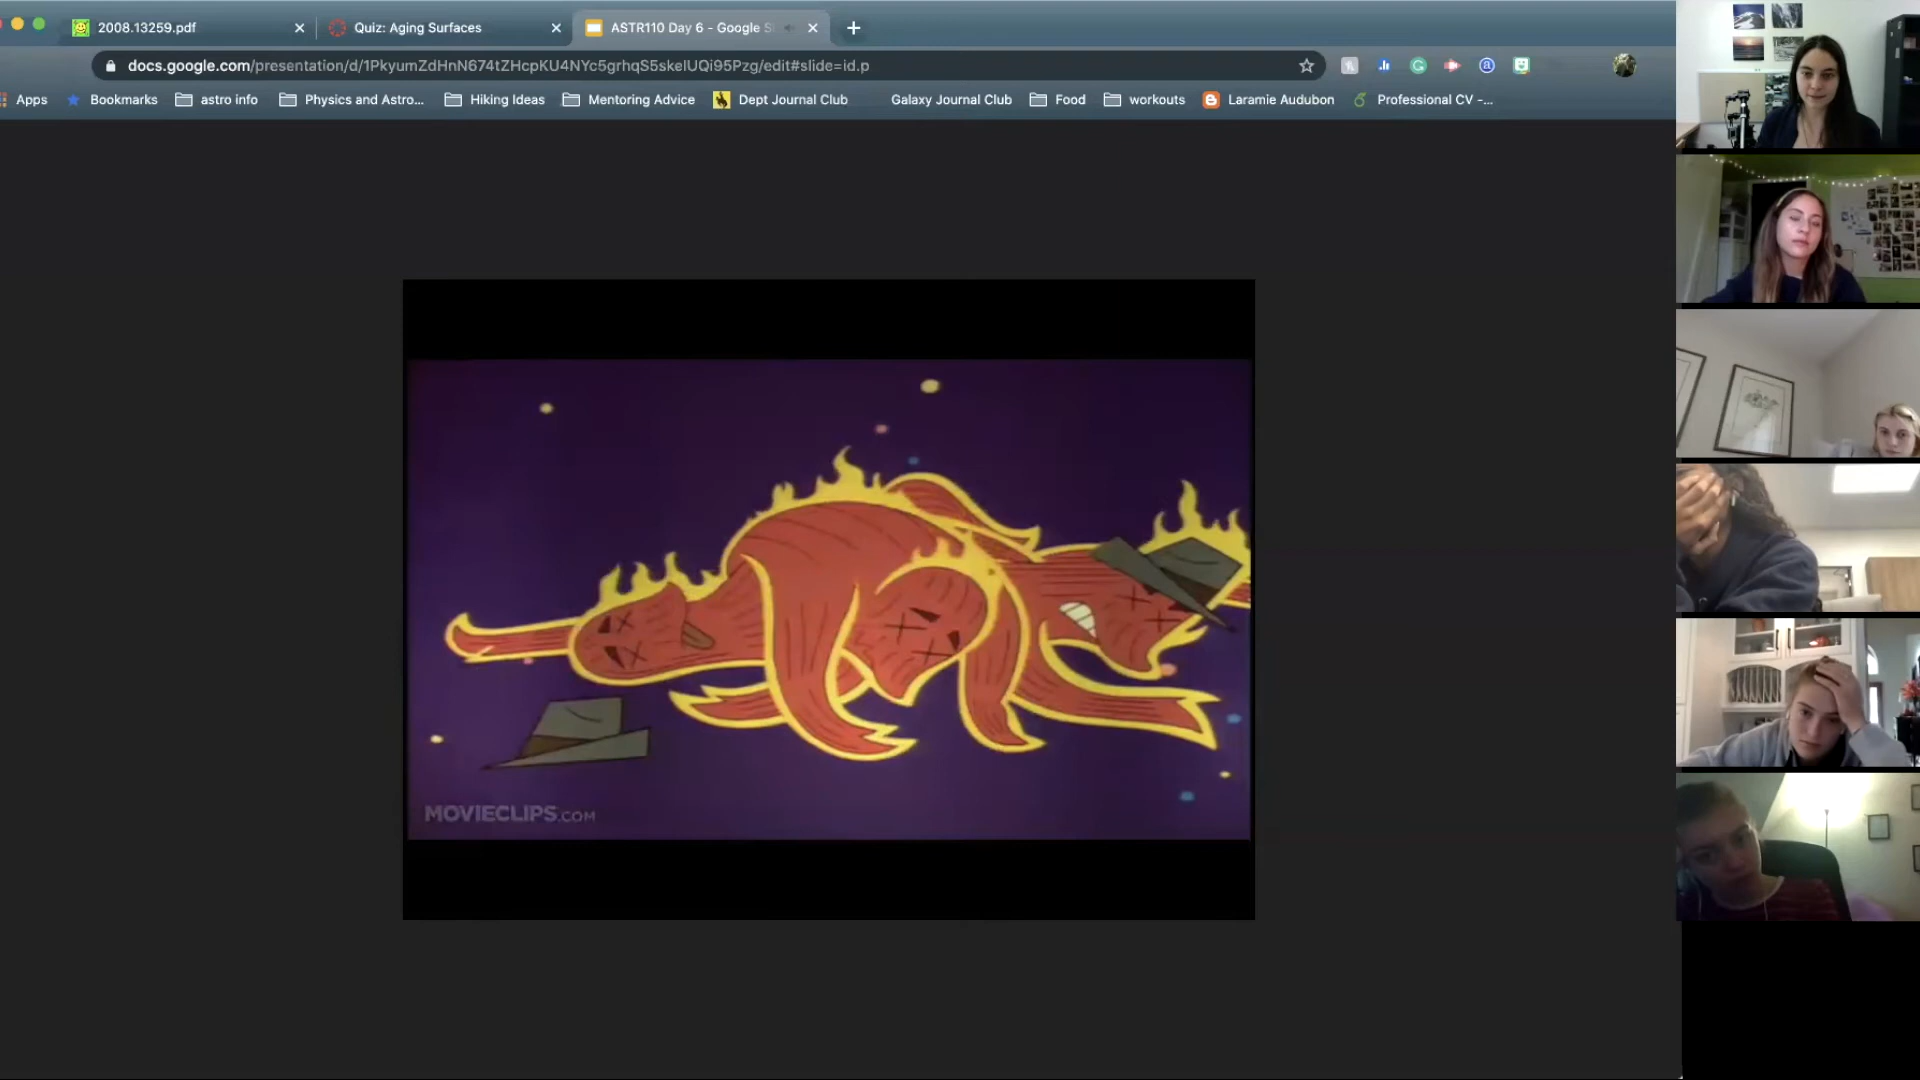 2008.13259.pdf Quiz: Aging Surfaces ASTR110 Day 6 - Google S
docs.google.com/presentation/d/1PkyumZdHnN674tZHcpKU4NYc5grhqS5skelUQi95Pzg/edit#slide=id.p
Apps Bookmarks astro info Physics and Astro... Hiking Ideas Mentoring Advice Dept Journal Club Galaxy Journal Club Food workouts Laramie Audubon Professional CV -...
MOVIECLIPS.COM